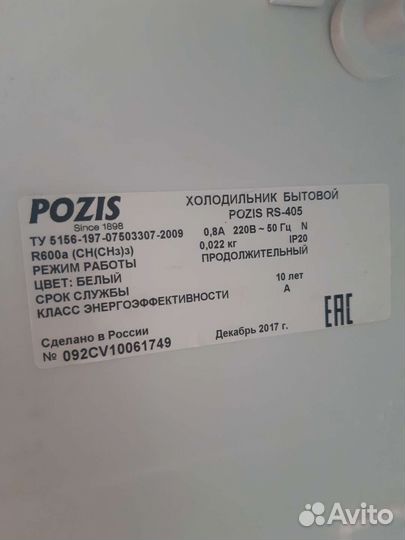 POZIS
Since 1898
ХОЛОДИЛЬНИК БЫТОВОЙ
POZIS RS-405
ТУ 5156-197-07503307-2009 0,8А 220В ~ 50 Гц N
R600a (CH(CH3)3) 0,022 кг IP20
РЕЖИМ РАБОТЫ ПРОДОЛЖИТЕЛЬНЫЙ
ЦВЕТ: БЕЛЫЙ
СРОК СЛУЖБЫ 10 лет
КЛАСС ЭНЕРГОЭФФЕКТИВНОСТИ А
Сделано в России Декабрь 2017 г.
№ 092CV10061749
EAC
Avito